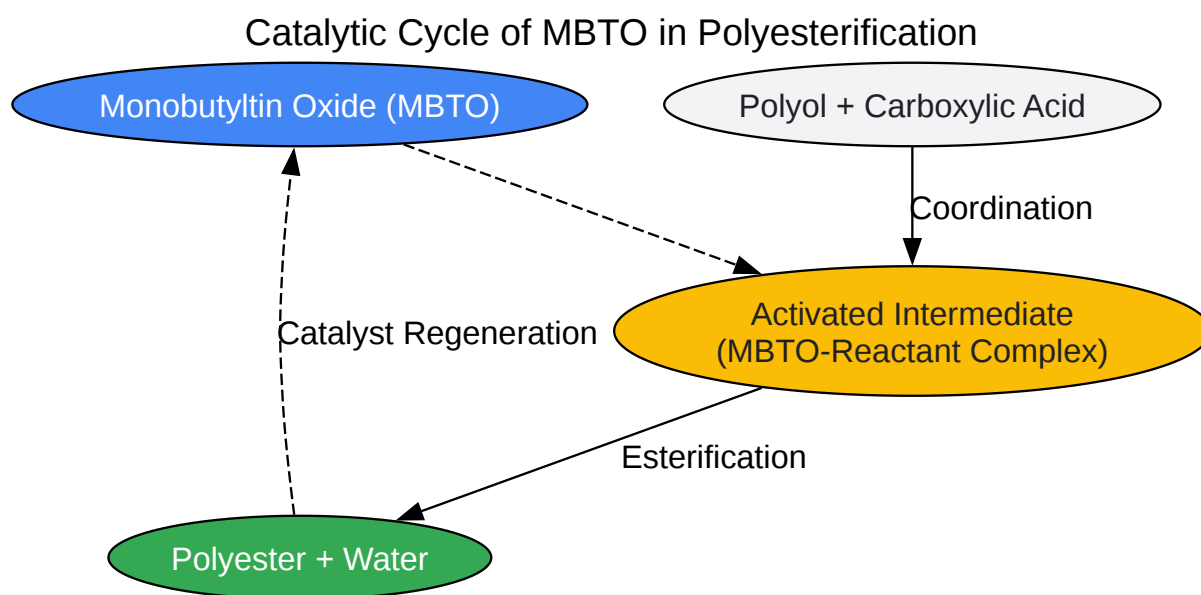 Catalytic Cycle of MBTO in Polyesterification
Monobutyltin Oxide (MBTO)
Polyol + Carboxylic Acid
Coordination
Activated Intermediate
(MBTO-Reactant Complex)
Catalyst Regeneration
Esterification
Polyester + Water